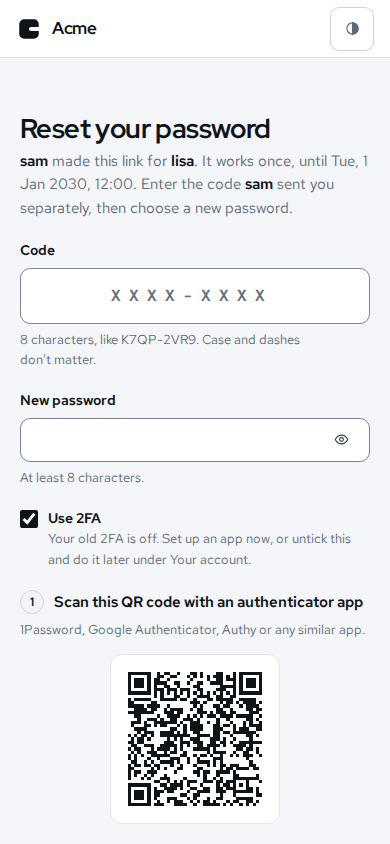 Acme
Reset your password
sam made this link for lisa. It works once, until Tue, 1
Jan 2030, 12:00. Enter the code sam sent you
separately, then choose a new password.
Code
XXXX-XXXX
8 characters, like K7QP-2VR9. Case and dashes
don’t matter.
New password
At least 8 characters.
Use 2FA
Your old 2FA is off. Set up an app now, or untick this
and do it later under Your account.
1 Scan this QR code with an authenticator app
1Password, Google Authenticator, Authy or any similar app.